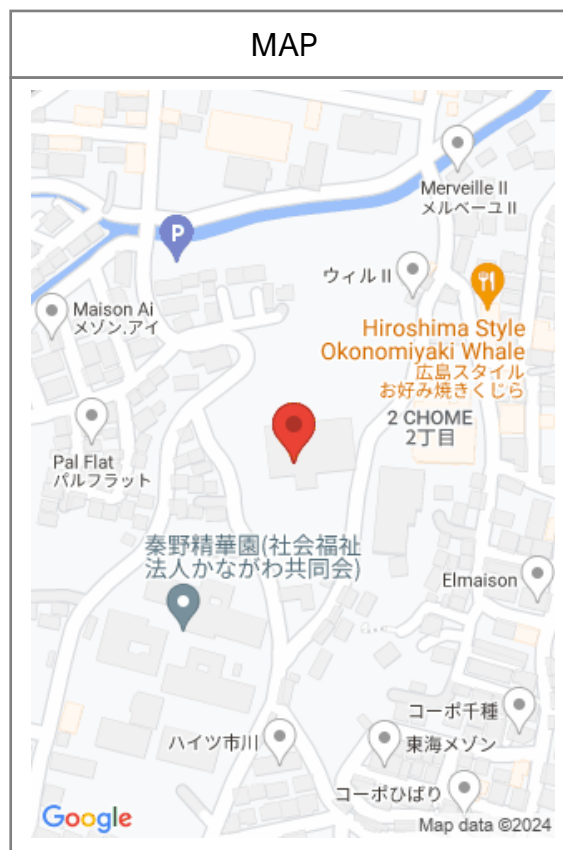 MAP
Merveille II
メルベーユⅡ
P
ウィルⅡ
Maison Ai
メゾン.アイ
Hiroshima Style
Okonomiyaki Whale
広島スタイル
お好み焼きくじら
2 CHOME
2丁目
Pal Flat
パルフラット
秦野精華園(社会福祉
法人かながわ共同会)
Elmaison
コーポ千種
ハイツ市川
東海メゾン
コーポひばり
Google
Map data ©2024